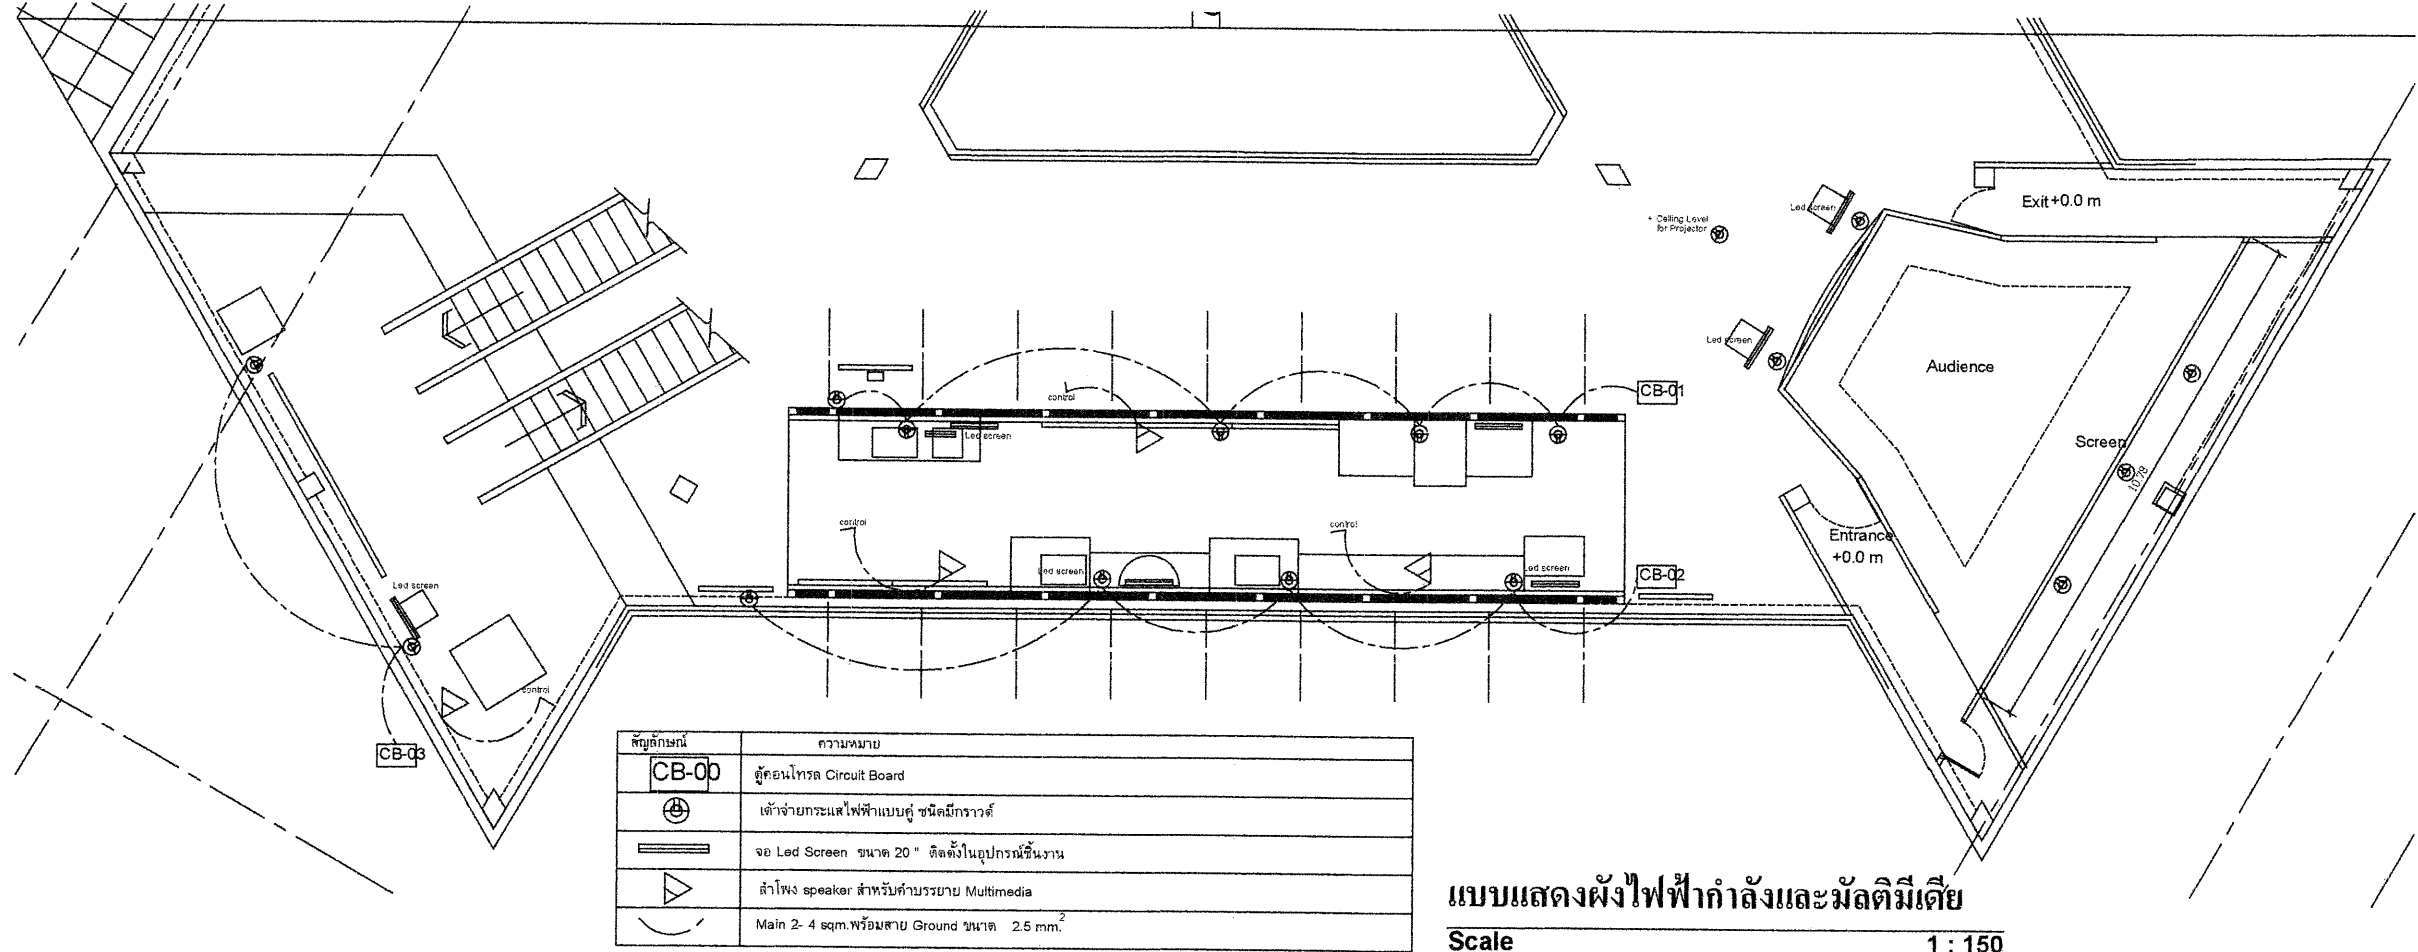 Exit+0.0 m
Led screen
+ Ceiling Level
for Projector
Led screen
Audience
CB-01
control
Led screen
Screen
10.78
control
control
Entrance
+0.0 m
Led screen
Led screen
CB-02
Led screen
control
CB-03
สัญลักษณ์ ความหมาย
CB-00 ตู้คอนโทรล Circuit Board
เต้าจ่ายกระแสไฟฟ้าแบบคู่ ชนิดมีกราวด์
จอ Led Screen ขนาด 20 " ติดตั้งในอุปกรณ์ชิ้นงาน
ลำโพง speaker สำหรับคำบรรยาย Multimedia
Main 2- 4 sqm.พร้อมสาย Ground ขนาด 2.5 mm.²
แบบแสดงผังไฟฟ้ากำลังและมัลติมีเดีย
Scale 1 : 150